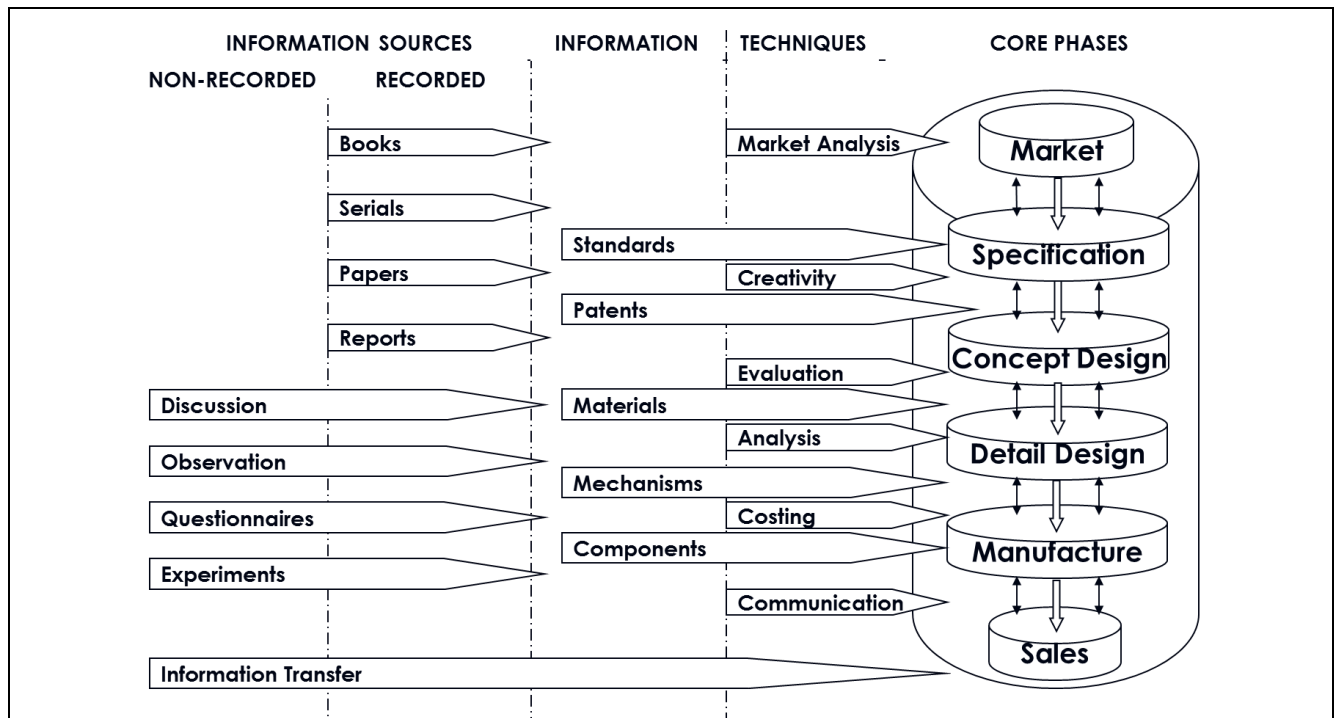 INFORMATION SOURCES INFORMATION TECHNIQUES CORE PHASES
NON-RECORDED RECORDED
Books Market Analysis Market
Serials
Standards Specification
Papers Creativity
Patents
Reports
Concept Design
Evaluation
Discussion Materials
Analysis
Detail Design
Observation
Mechanisms
Questionnaires Costing
Components Manufacture
Experiments
Communication
Sales
Information Transfer